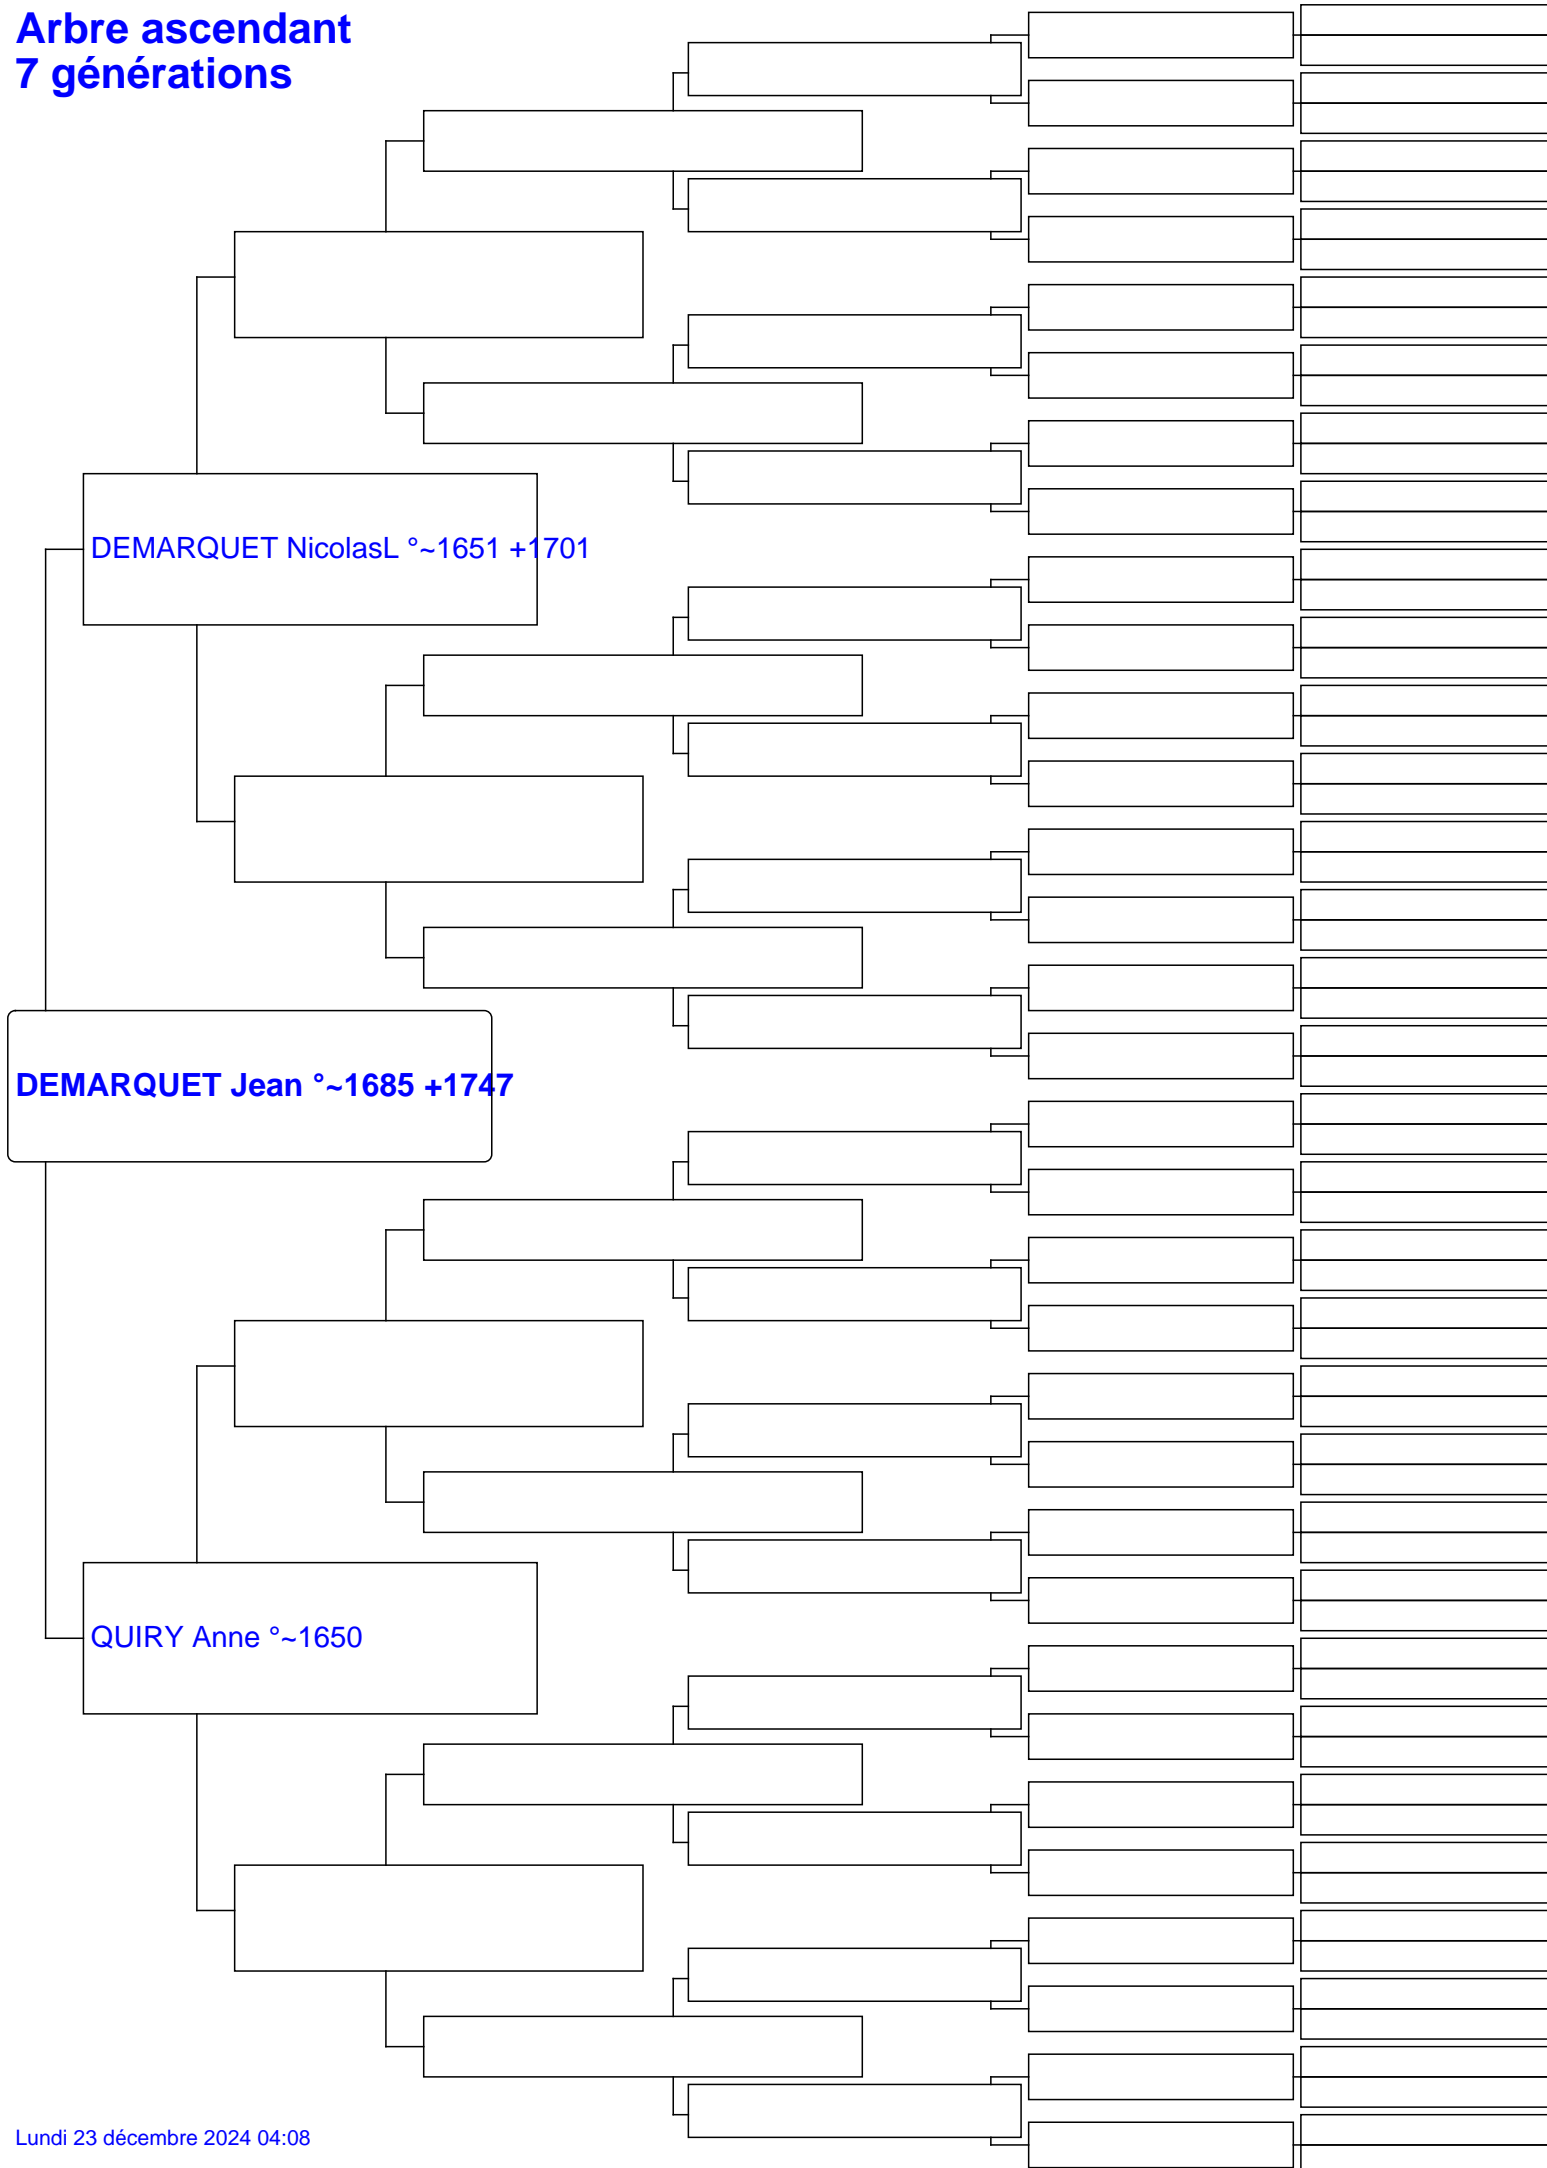 Arbre ascendant
7 générations
DEMARQUET NicolasL °~1651 +1701
DEMARQUET Jean °~1685 +1747
QUIRY Anne °~1650
Lundi 23 décembre 2024 04:08